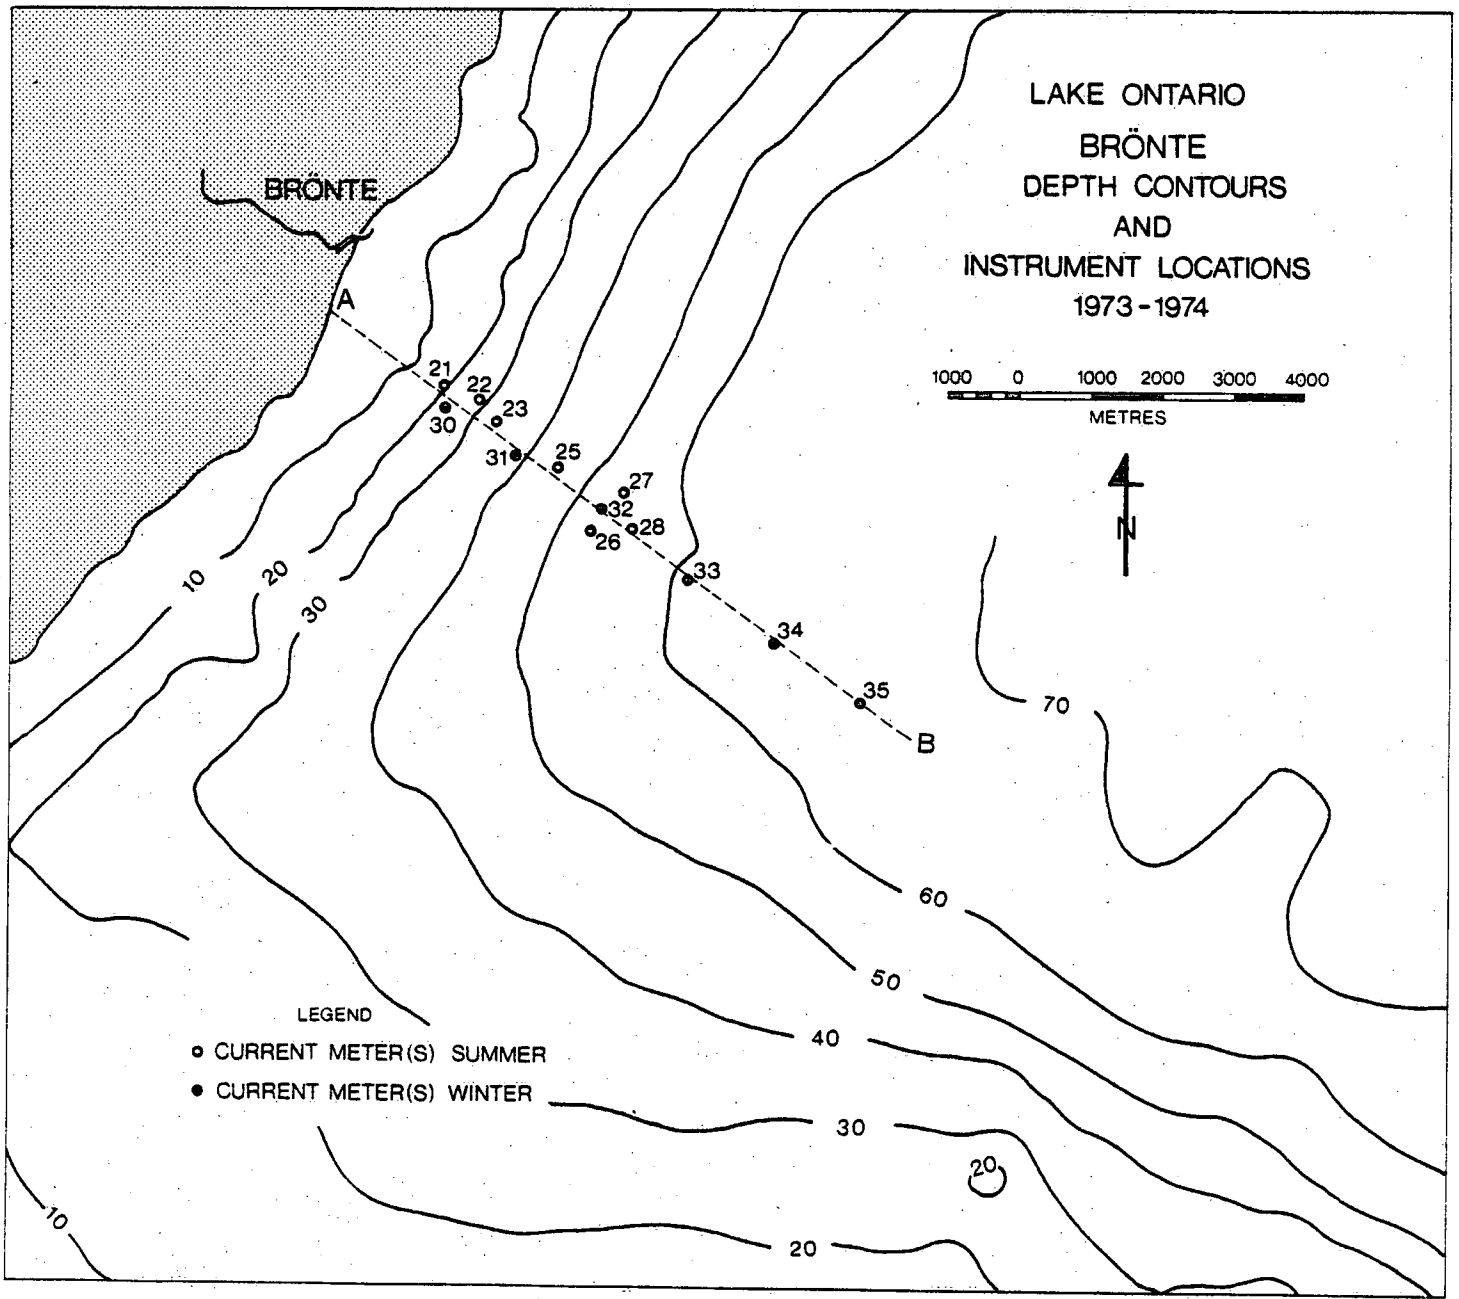 LAKE ONTARIO
BRÖNTE
DEPTH CONTOURS
AND
INSTRUMENT LOCATIONS
1973-1974
1000 0 1000 2000 3000 4000
METRES
N
BRÖNTE
A
21
22
30
23
31
25
27
32
28
26
33
34
35
B
10
20
30
70
60
50
40
30
20
20
10
LEGEND
CURRENT METER(S) SUMMER
CURRENT METER(S) WINTER